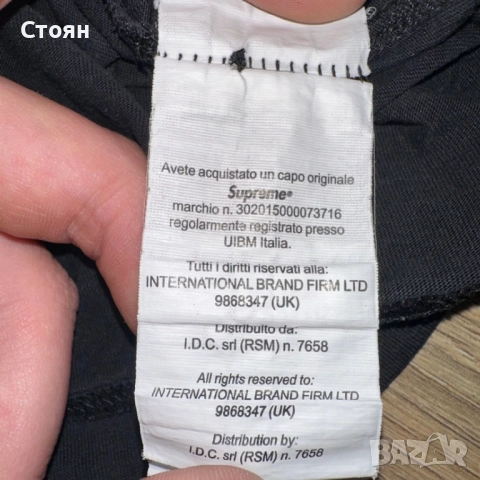 Стоян
Avete acquistato un capo originale
Supreme®
marchio n. 302015000073716
regolarmente registrato presso
UIBM Italia.
Tutti i diritti riservati alla:
INTERNATIONAL BRAND FIRM LTD
9868347 (UK)
Distribuito da:
I.D.C. srl (RSM) n. 7658
All rights reserved to:
INTERNATIONAL BRAND FIRM LTD
9868347 (UK)
Distribution by:
I.D.C. srl (RSM) n. 7658
BAZAR